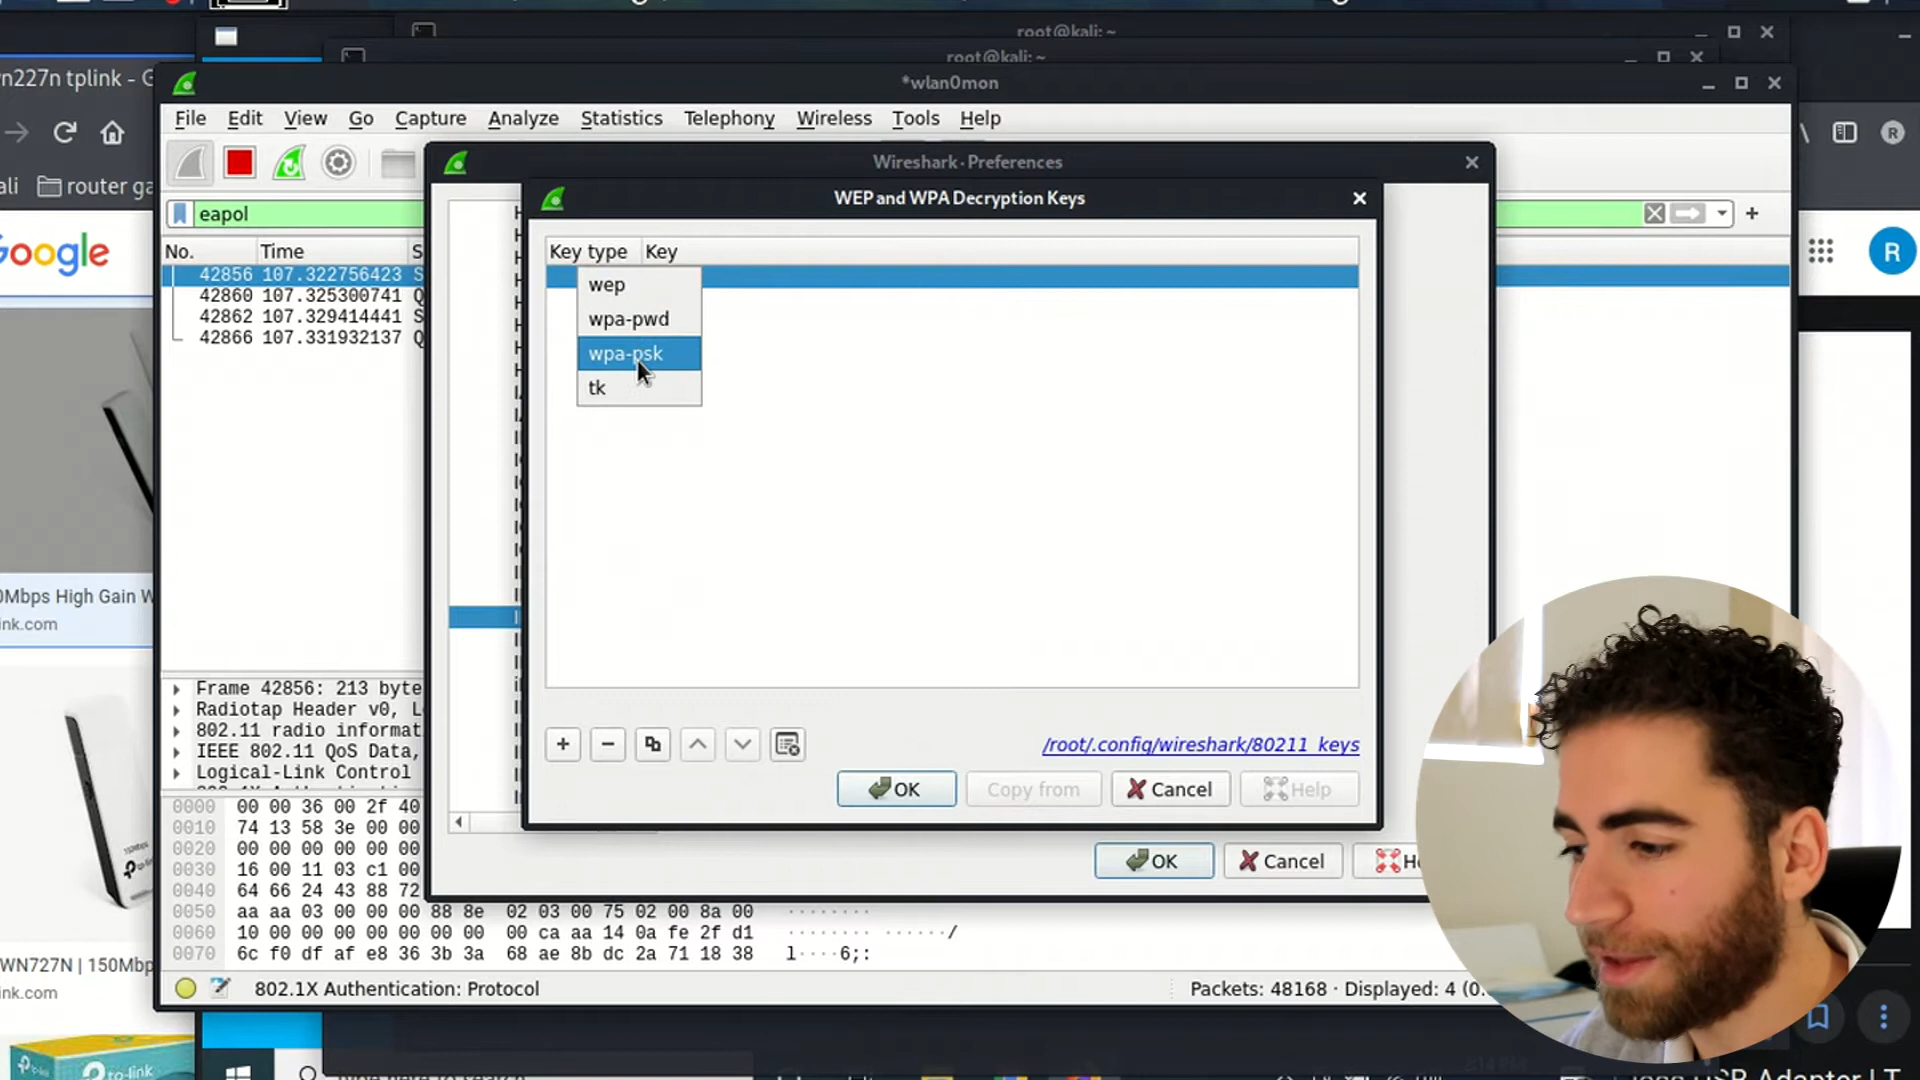 root@kali: ~
root@kali: ~
n227n tplink - G
*wlan0mon
File Edit View Go Capture Analyze Statistics Telephony Wireless Tools Help
Wireshark · Preferences
ali router ga
WEP and WPA Decryption Keys
eapol
Google
R
R
No. Time S
Key type Key
42856 107.322756423 S
42860 107.325300741 Q
42862 107.329414441 S
42866 107.331932137 Q
wep
wpa-pwd
wpa-psk
tk
0Mbps High Gain W
ink.com
Frame 42856: 213 byte
Radiotap Header v0, L
802.11 radio informat
IEEE 802.11 QoS Data,
Logical-Link Control
/root/.config/wireshark/80211_keys
OK Copy from Cancel Help
OK Cancel He
0000 00 00 36 00 2f 40
0010 74 13 58 3e 00 00
0020 00 00 00 00 00 00
0030 16 00 11 03 c1 00
0040 64 66 24 43 88 72
0050 aa aa 03 00 00 00 88 8e 02 03 00 75 02 00 8a 00 ········ ········
0060 10 00 00 00 00 00 00 00 00 ca aa 14 0a fe 2f d1 ········ ······/
0070 6c f0 df af e8 36 3b 3a 68 ae 8b dc 2a 71 18 38 l····6;:
WN727N | 150Mbp
ink.com
802.1X Authentication: Protocol
Packets: 48168 · Displayed: 4 (0.
tp-link